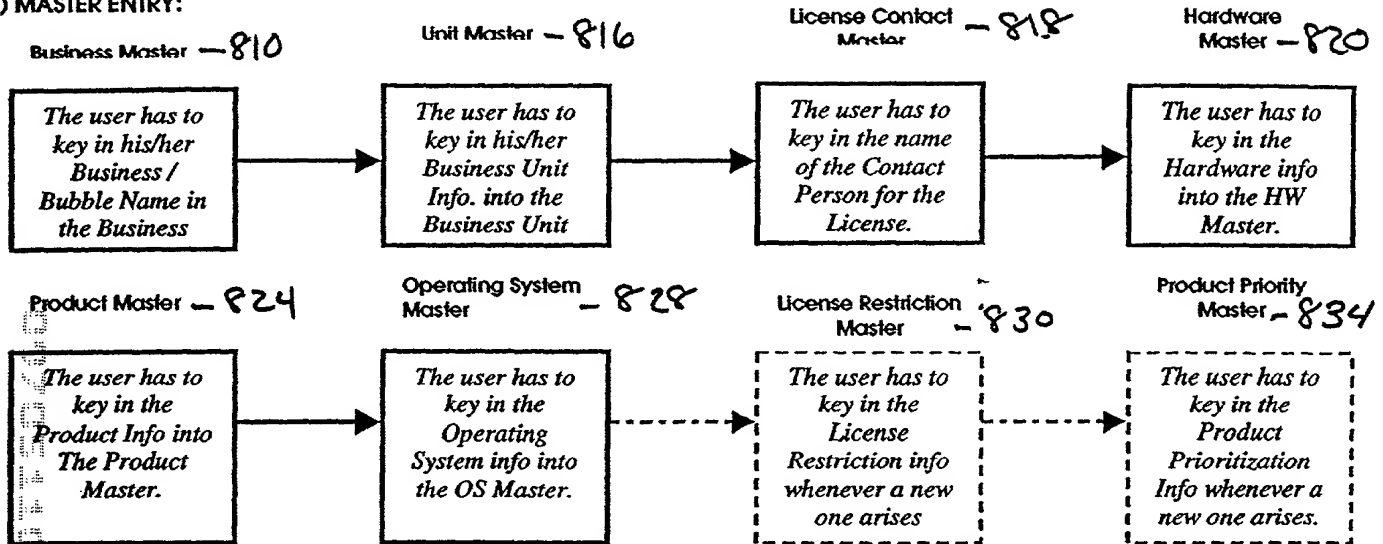 ) MASTER ENTRY:
Business Master – 810
Unit Master – 816
License Contact Master – 818
Hardware Master – 820
The user has to
key in his/her
Business /
Bubble Name in
the Business
The user has to
key in his/her
Business Unit
Info. into the
Business Unit
The user has to
key in the name
of the Contact
Person for the
License.
The user has to
key in the
Hardware info
into the HW
Master.
Product Master – 824
Operating System
Master – 828
License Restriction
Master – 830
Product Priority
Master – 834
The user has to
key in the
Product Info into
The Product
Master.
The user has to
key in the
Operating
System info into
the OS Master.
The user has to
key in the
License
Restriction info
whenever a new
one arises
The user has to
key in the
Product
Prioritization
Info whenever a
new one arises.